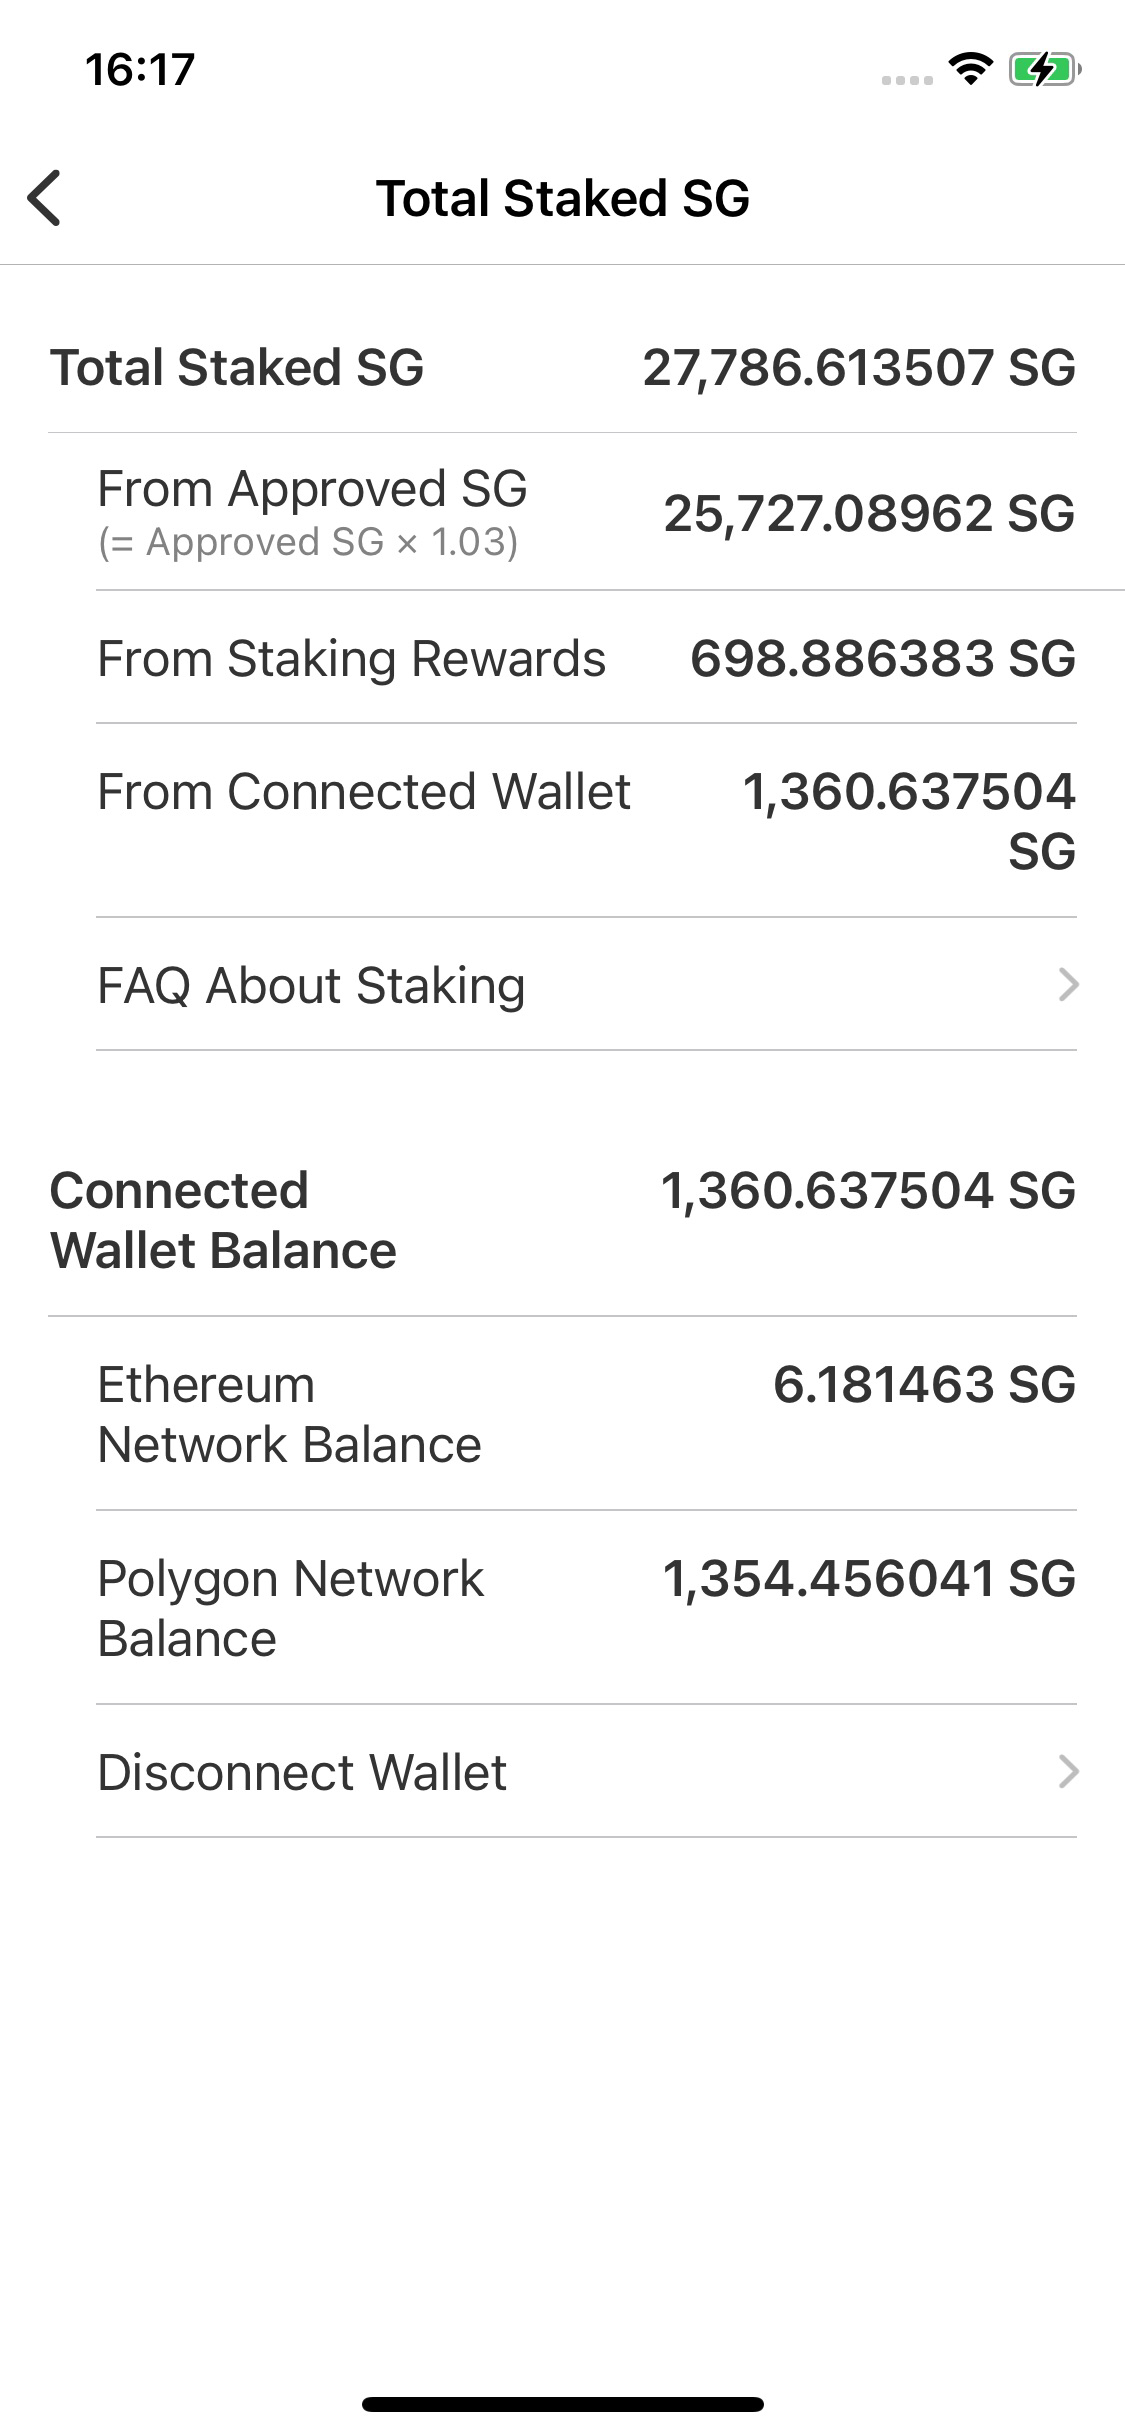 16:17
Total Staked SG
Total Staked SG 27,786.613507 SG
From Approved SG
(= Approved SG × 1.03)
25,727.08962 SG
From Staking Rewards 698.886383 SG
From Connected Wallet 1,360.637504
SG
FAQ About Staking
Connected 1,360.637504 SG
Wallet Balance
Ethereum 6.181463 SG
Network Balance
Polygon Network 1,354.456041 SG
Balance
Disconnect Wallet